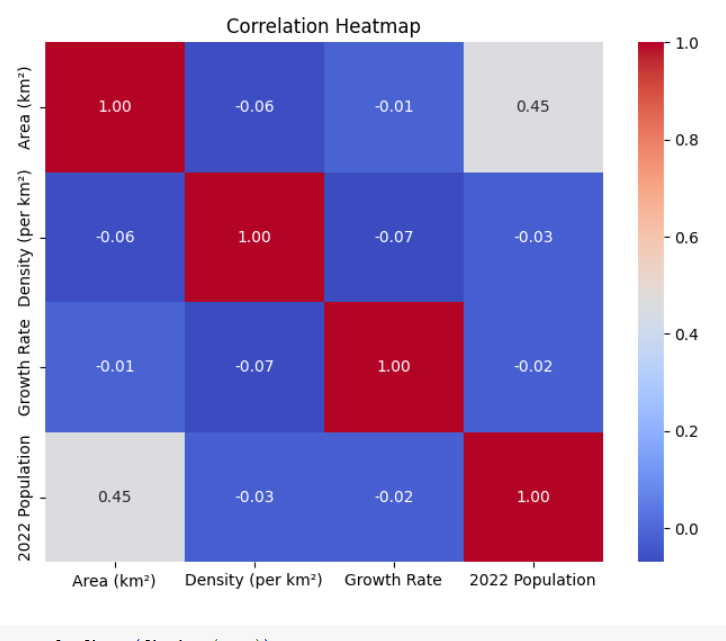 Correlation Heatmap
Area (km²)
1.00
-0.06
-0.01
0.45
Density (per km²)
-0.06
1.00
-0.07
-0.03
Growth Rate
-0.01
-0.07
1.00
-0.02
2022 Population
0.45
-0.03
-0.02
1.00
Area (km²)
Density (per km²)
Growth Rate
2022 Population
1.0
0.8
0.6
0.4
0.2
0.0